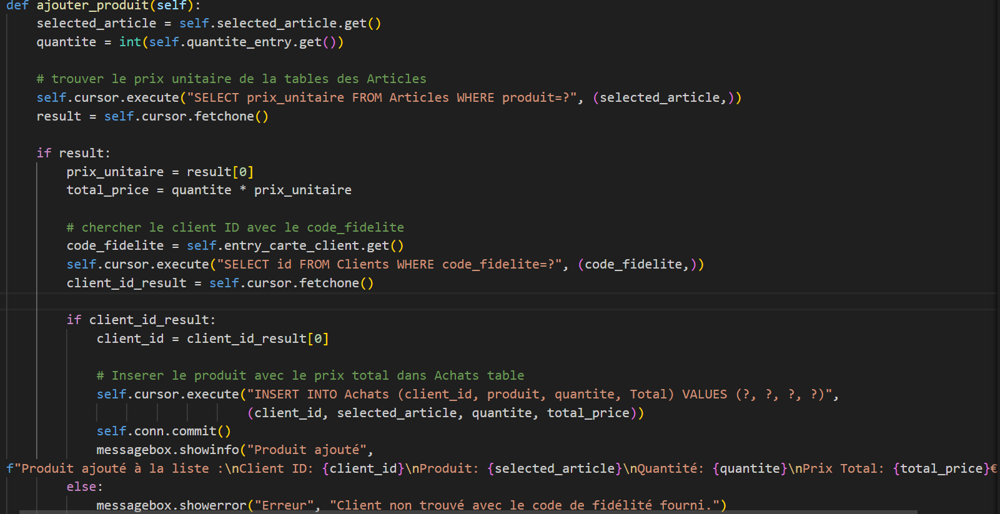 def ajouter_produit(self):
    selected_article = self.selected_article.get()
    quantite = int(self.quantite_entry.get())

    # trouver le prix unitaire de la tables des Articles
    self.cursor.execute("SELECT prix_unitaire FROM Articles WHERE produit=?", (selected_article,))
    result = self.cursor.fetchone()

    if result:
        prix_unitaire = result[0]
        total_price = quantite * prix_unitaire

        # chercher le client ID avec le code_fidelite
        code_fidelite = self.entry_carte_client.get()
        self.cursor.execute("SELECT id FROM Clients WHERE code_fidelite=?", (code_fidelite,))
        client_id_result = self.cursor.fetchone()

        if client_id_result:
            client_id = client_id_result[0]

            # Inserer le produit avec le prix total dans Achats table
            self.cursor.execute("INSERT INTO Achats (client_id, produit, quantite, Total) VALUES (?, ?, ?, ?)",
                                (client_id, selected_article, quantite, total_price))
            self.conn.commit()
            messagebox.showinfo("Produit ajouté",
f"Produit ajouté à la liste :\nClient ID: {client_id}\nProduit: {selected_article}\nQuantité: {quantite}\nPrix Total: {total_price}€
        else:
            messagebox.showerror("Erreur", "Client non trouvé avec le code de fidélité fourni.")